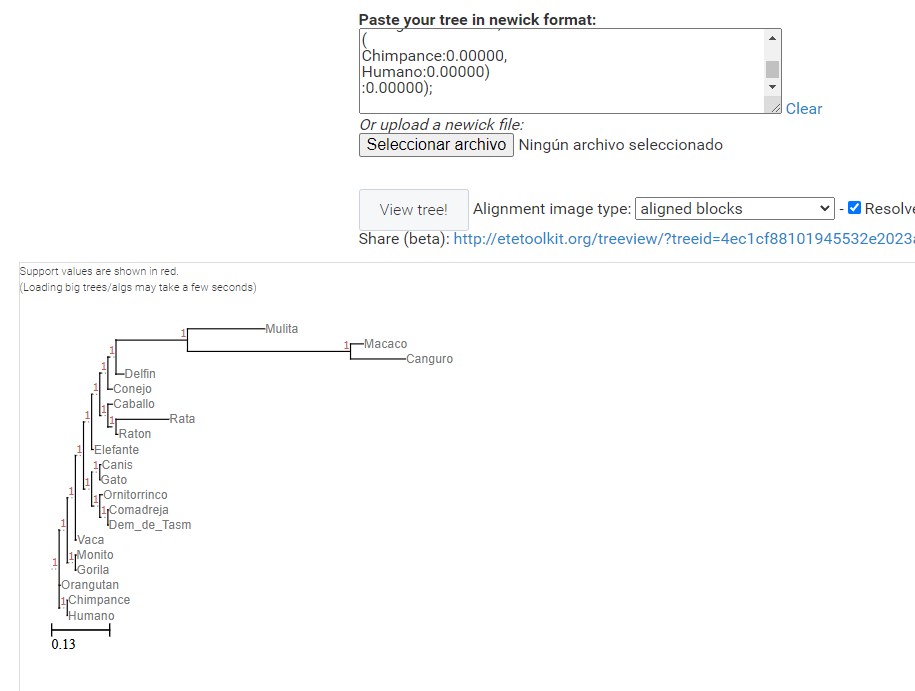 Paste your tree in newick format:
(
Chimpance:0.00000,
Humano:0.00000)
:0.00000);
Clear
Or upload a newick file:
Seleccionar archivo Ningún archivo seleccionado
View tree! Alignment image type: aligned blocks - Resolve
Share (beta): http://etetoolkit.org/treeview/?treeid=4ec1cf88101945532e2023
Support values are shown in red.
(Loading big trees/algs may take a few seconds)
1 Mulita
1 Macaco
1 Canguro
1 Delfin
1 Conejo
1 Caballo
1 1 Rata
1 Raton
1 Elefante
1 Canis
1 Gato
1 1 Ornitorrinco
1 Comadreja
Dem_de_Tasm
1 Vaca
1 Monito
1 Gorila
Orangutan
1 Chimpance
Humano
0.13